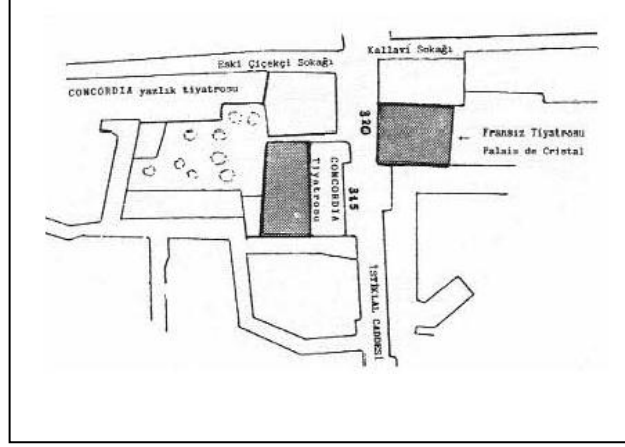 Kallavi Sokağı
Eski Çiçekçi Sokağı
CONCORDIA yazlık tiyatrosu
320
← Fransız Tiyatrosu
Palais de Cristal
CONCORDIA
Tiyatrosu
315
İSTİKLAL CADDESİ